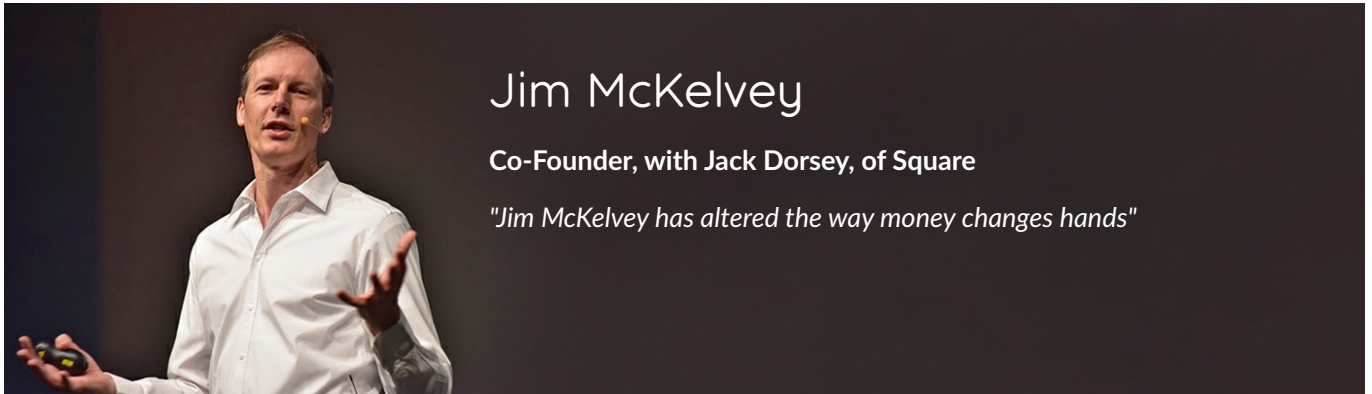 Jim McKelvey
Co-Founder, with Jack Dorsey, of Square
"Jim McKelvey has altered the way money changes hands"